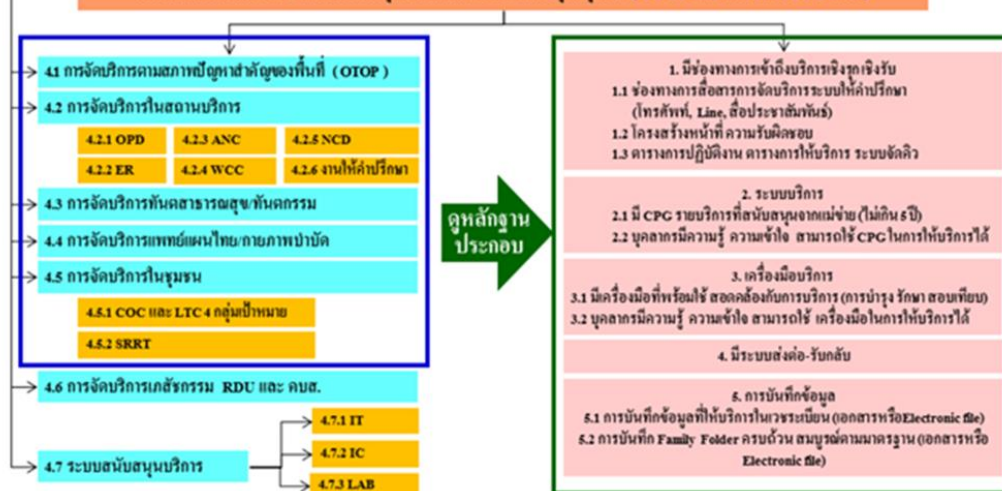 4.1 การจัดบริการตามสภาพปัญหาสำคัญของพื้นที่ (OTOP )
4.2 การจัดบริการในสถานบริการ
4.2.1 OPD
4.2.3 ANC
4.2.5 NCD
4.2.2 ER
4.2.4 WCC
4.2.6 งานให้คำปรึกษา
4.3 การจัดบริการทันตสาธารณสุข/ทันตกรรม
4.4 การจัดบริการแพทย์แผนไทย/กายภาพบำบัด
4.5 การจัดบริการในชุมชน
4.5.1 COC และ LTC 4 กลุ่มเป้าหมาย
4.5.2 SRRT
4.6 การจัดบริการเภสัชกรรม RDU และ คบส.
4.7 ระบบสนับสนุนบริการ
4.7.1 IT
4.7.2 IC
4.7.3 LAB
ดูหลักฐาน
ประกอบ
1. มีช่องทางการเข้าถึงบริการเชิงรุกเชิงรับ
1.1 ช่องทางการสื่อสารการจัดบริการระบบให้คำปรึกษา
(โทรศัพท์, Line, สื่อประชาสัมพันธ์)
1.2 โครงสร้างหน้าที่ ความรับผิดชอบ
1.3 ตารางการปฏิบัติงาน ตารางการให้บริการ ระบบจัดคิว
2. ระบบบริการ
2.1 มี CPG รายบริการที่สนับสนุนจากแม่ข่าย (ไม่เกิน 5 ปี)
2.2 บุคลากรมีความรู้ ความเข้าใจ สามารถใช้ CPG ในการให้บริการได้
3. เครื่องมือบริการ
3.1 มีเครื่องมือที่พร้อมใช้ สอดคล้องกับการบริการ (การบำรุง รักษา สอบเทียบ)
3.2 บุคลากรมีความรู้ ความเข้าใจ สามารถใช้ เครื่องมือในการให้บริการได้
4. มีระบบส่งต่อ-รับกลับ
5. การบันทึกข้อมูล
5.1 การบันทึกข้อมูลที่ให้บริการในเวชระเบียน (เอกสารหรือElectronic file)
5.2 การบันทึก Family Folder ครบถ้วน สมบูรณ์ตามมาตรฐาน (เอกสารหรือ
Electronic file)